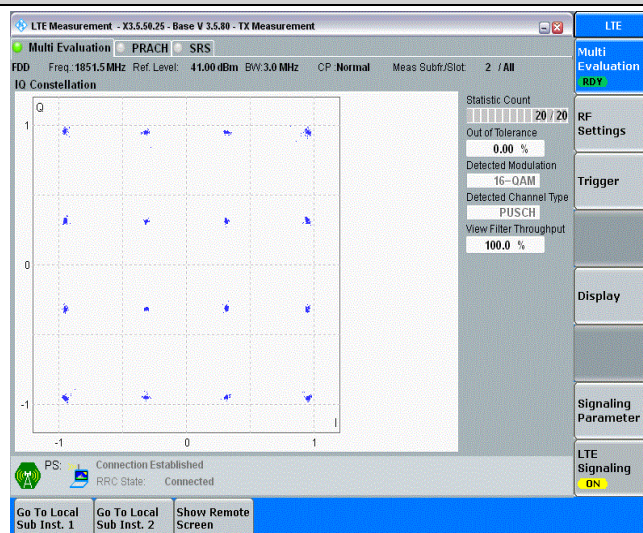 LTE Measurement - X3.5.50.25 - Base V 3.5.80 - TX Measurement
LTE
Multi Evaluation PRACH SRS
FDD Freq.:1851.5 MHz Ref. Level: 41.00 dBm BW:3.0 MHz CP :Normal Meas Subfr./Slot: 2 / All
IQ Constellation
Q
1
0
-1
I
-1 0 1
Statistic Count
20 / 20
Out of Tolerance
0.00 %
Detected Modulation
16-QAM
Detected Channel Type
PUSCH
View Filter Throughput
100.0 %
Multi
Evaluation
RDY
RF
Settings
Trigger
Display
Signaling
Parameter
LTE
Signaling
ON
PS: Connection Established
RRC State: Connected
Go To Local
Sub Inst. 1
Go To Local
Sub Inst. 2
Show Remote
Screen